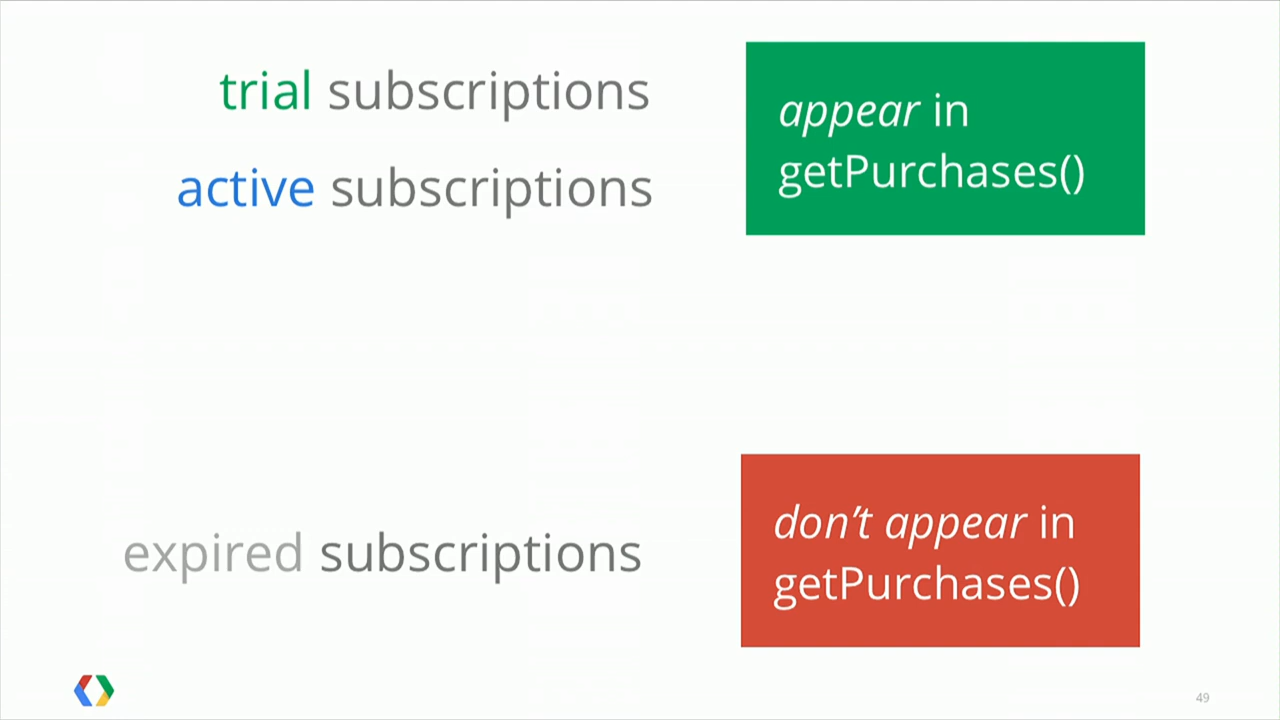 trial subscriptions
active subscriptions
appear in
getPurchases()
expired subscriptions
don’t appear in
getPurchases()
49